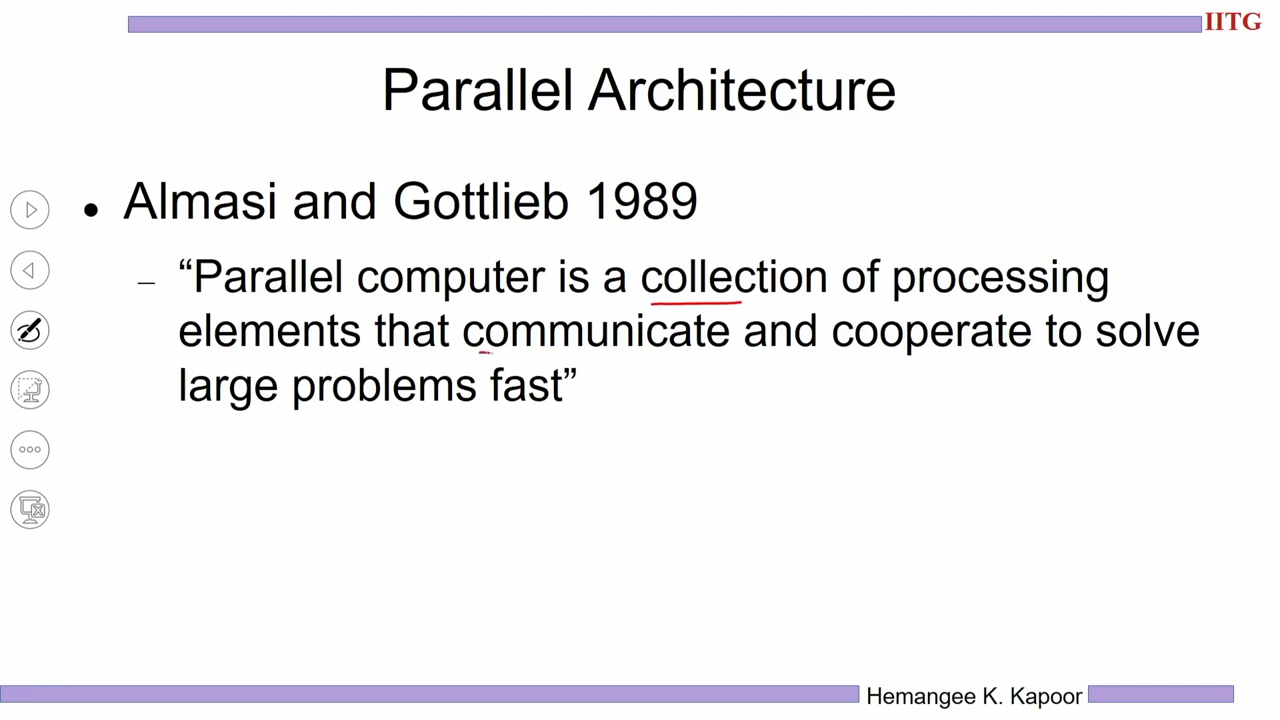 IITG
Parallel Architecture
• Almasi and Gottlieb 1989
– “Parallel computer is a collection of processing
elements that communicate and cooperate to solve
large problems fast”
Hemangee K. Kapoor